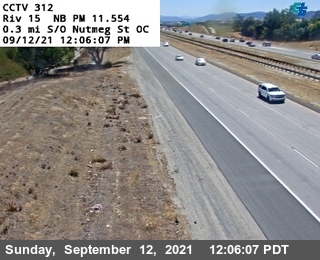 CCTV 312
Riv 15 NB PM 11.554
0.3 mi S/O Nutmeg St OC
09/12/21 12:06:07 PM
Sunday, September 12, 2021 12:06:07 PDT